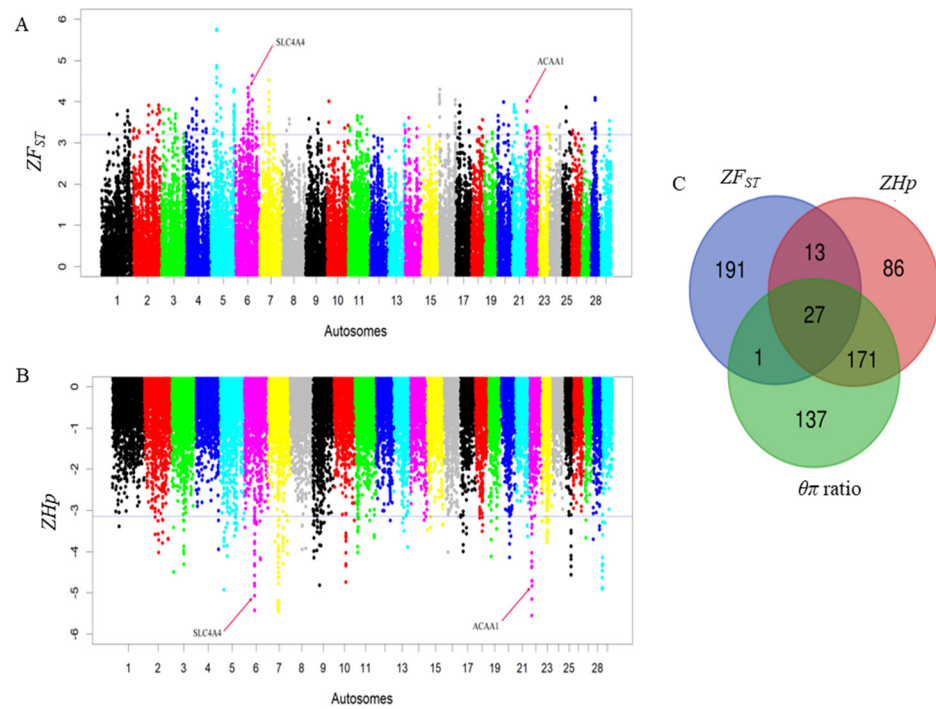 A
6
5
4
3
2
1
0
ZF_ST
SLC4A4
ACAA1
1 2 3 4 5 6 7 8 9 10 11 13 15 17 19 21 23 25 28
Autosomes
B
0
-1
-2
-3
-4
-5
-6
ZHp
SLC4A4
ACAA1
1 2 3 4 5 6 7 8 9 10 11 13 15 17 19 21 23 25 28
Autosomes
C
ZF_ST
ZHp
191
13
86
27
1
171
137
θπ ratio